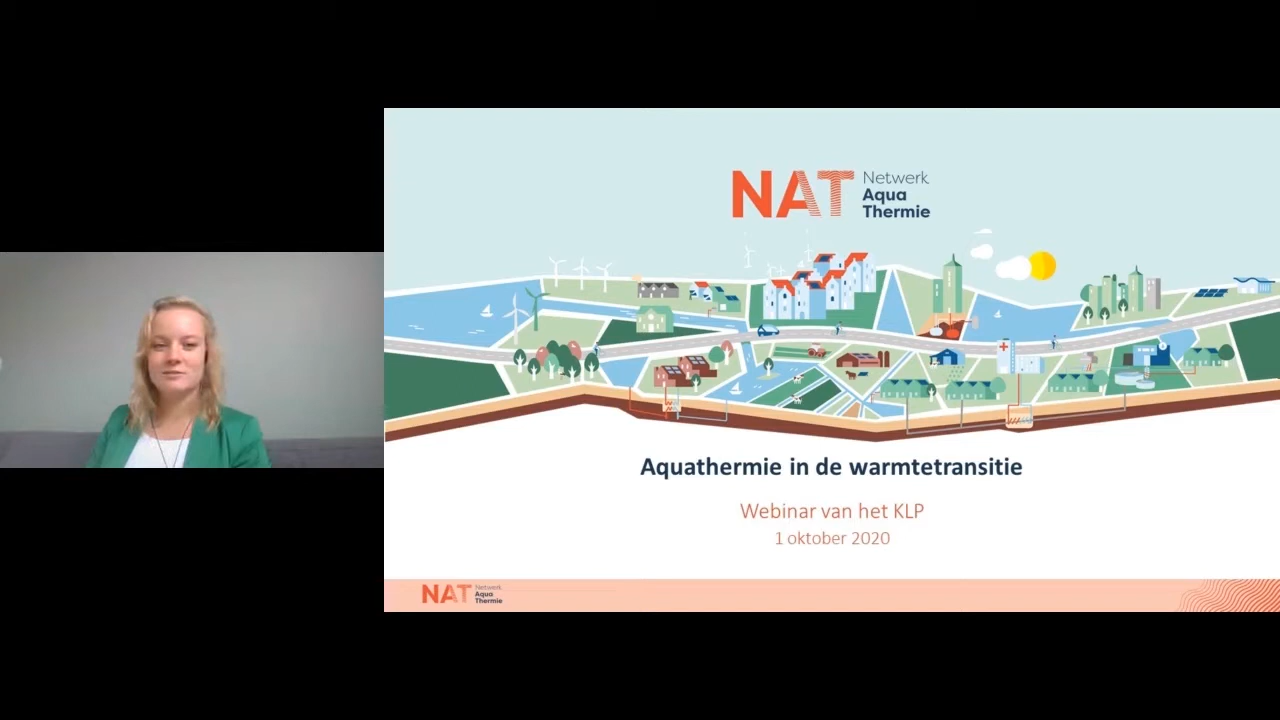 NAT Netwerk
Aqua
Thermie
Aquathermie in de warmtetransitie
Webinar van het KLP
1 oktober 2020
NAT Netwerk
Aqua
Thermie